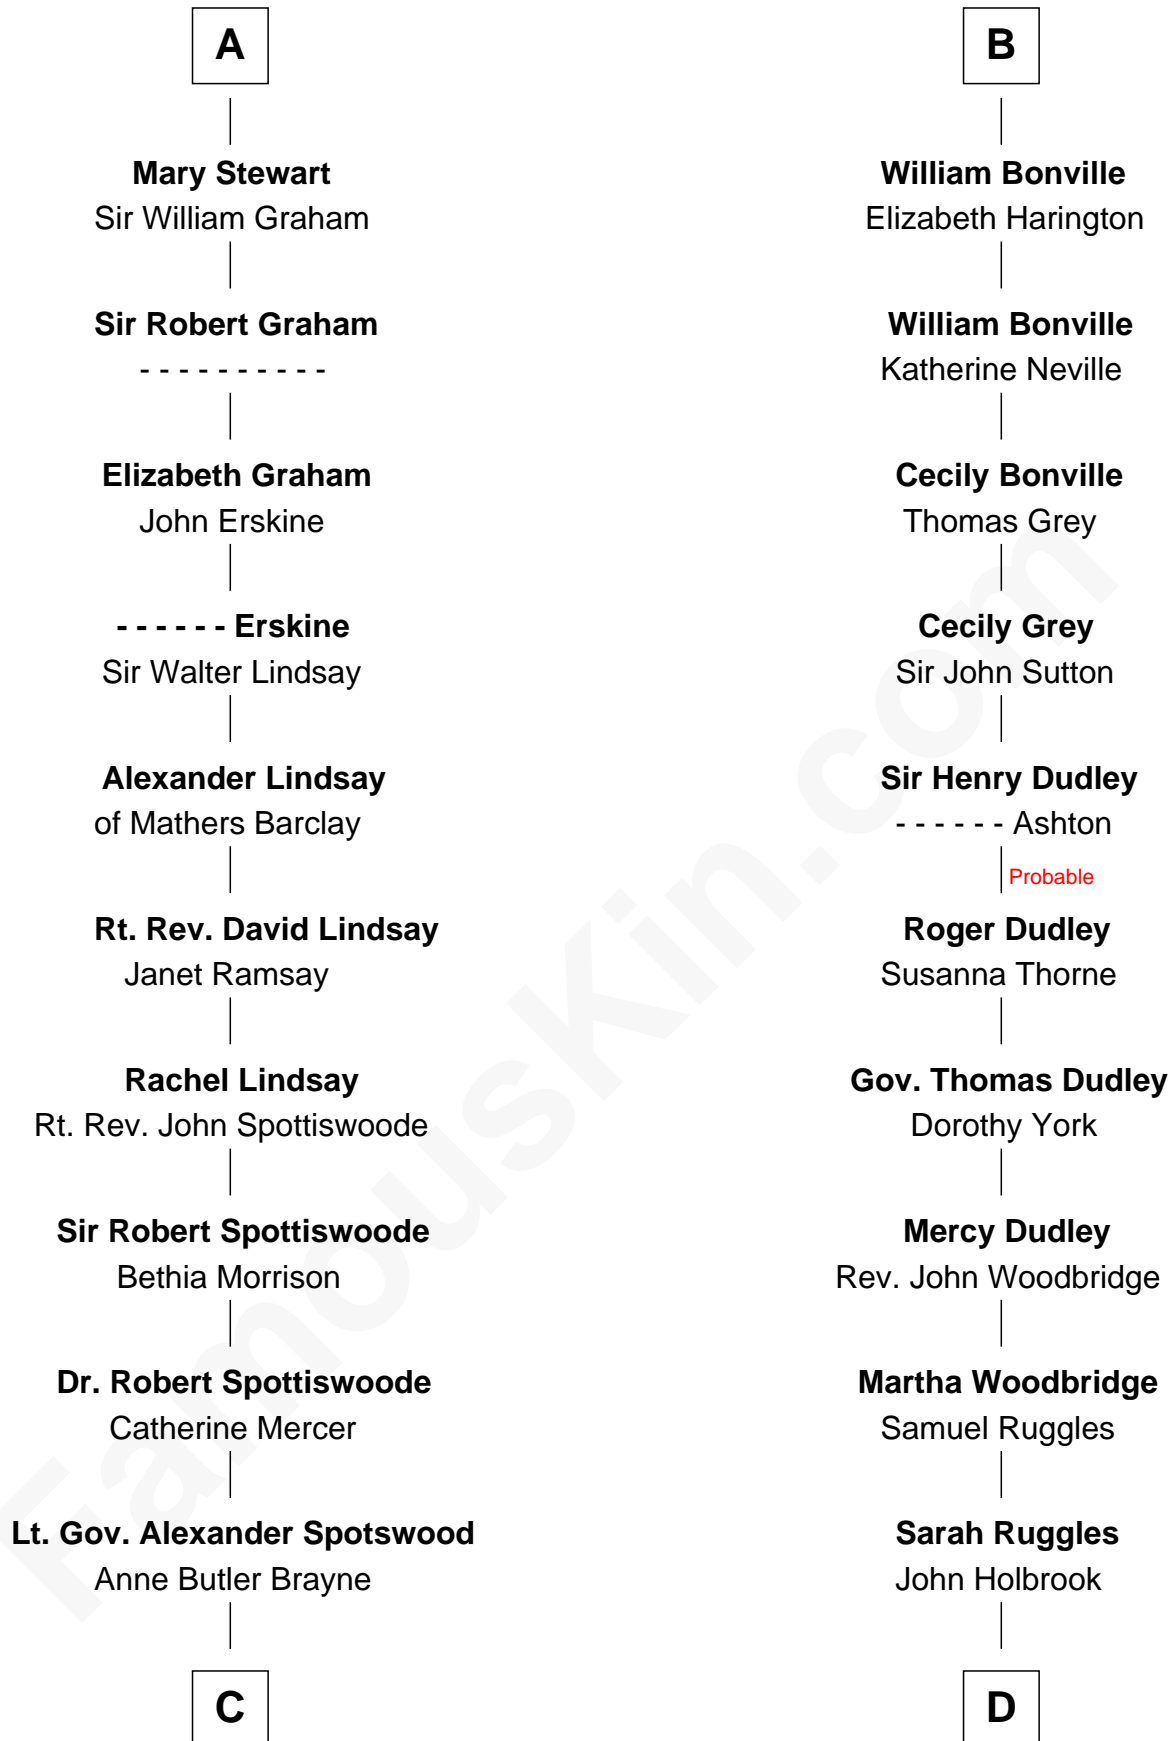 A
Mary Stewart
Sir William Graham
Sir Robert Graham
- - - - - - - - - -
Elizabeth Graham
John Erskine
- - - - - - Erskine
Sir Walter Lindsay
Alexander Lindsay
of Mathers Barclay
Rt. Rev. David Lindsay
Janet Ramsay
Rachel Lindsay
Rt. Rev. John Spottiswoode
Sir Robert Spottiswoode
Bethia Morrison
Dr. Robert Spottiswoode
Catherine Mercer
Lt. Gov. Alexander Spotswood
Anne Butler Brayne
C
B
William Bonville
Elizabeth Harington
William Bonville
Katherine Neville
Cecily Bonville
Thomas Grey
Cecily Grey
Sir John Sutton
Sir Henry Dudley
- - - - - - Ashton
Probable
Roger Dudley
Susanna Thorne
Gov. Thomas Dudley
Dorothy York
Mercy Dudley
Rev. John Woodbridge
Martha Woodbridge
Samuel Ruggles
Sarah Ruggles
John Holbrook
D
FamousKin.com